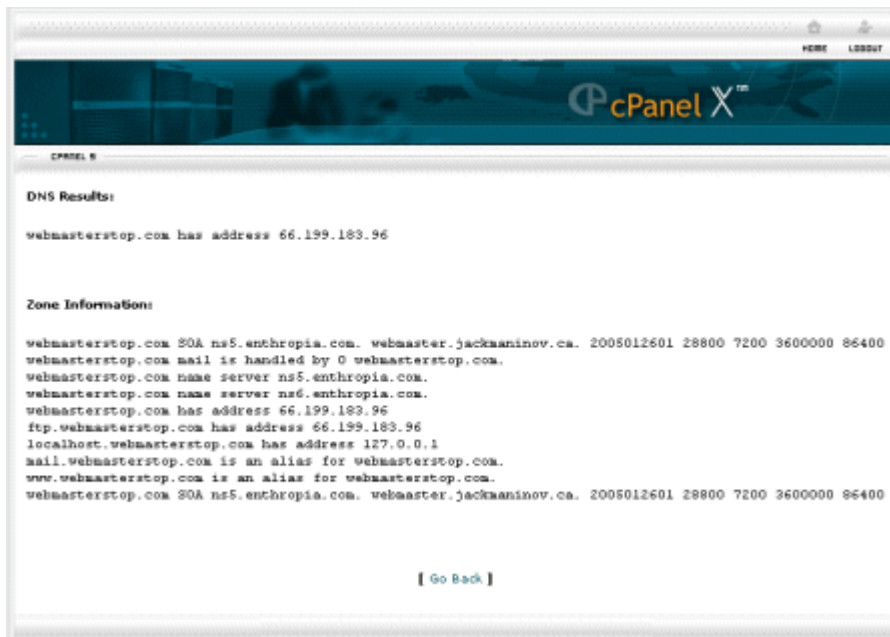 HOME LOGOUT
cPanel X™
CPANEL X
DNS Results:
webmasterstop.com has address 66.199.183.96
Zone Information:
webmasterstop.com SOA ns5.enthropia.com. webmaster.jackmaninov.ca. 2005012601 28800 7200 3600000 86400
webmasterstop.com mail is handled by 0 webmasterstop.com.
webmasterstop.com name server ns5.enthropia.com.
webmasterstop.com name server ns6.enthropia.com.
webmasterstop.com has address 66.199.183.96
ftp.webmasterstop.com has address 66.199.183.96
localhost.webmasterstop.com has address 127.0.0.1
mail.webmasterstop.com is an alias for webmasterstop.com.
www.webmasterstop.com is an alias for webmasterstop.com.
webmasterstop.com SOA ns5.enthropia.com. webmaster.jackmaninov.ca. 2005012601 28800 7200 3600000 86400
[ Go Back ]